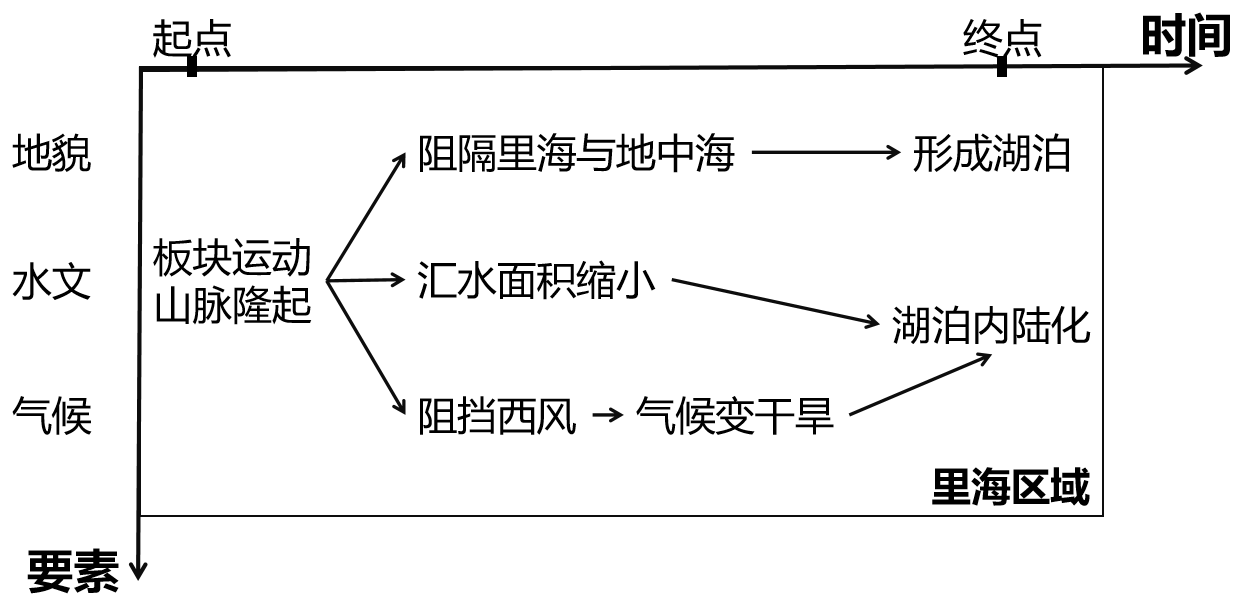 起点
终点
时间
地貌
阻隔里海与地中海
形成湖泊
板块运动
山脉隆起
水文
汇水面积缩小
湖泊内陆化
气候
阻挡西风
气候变干旱
里海区域
要素